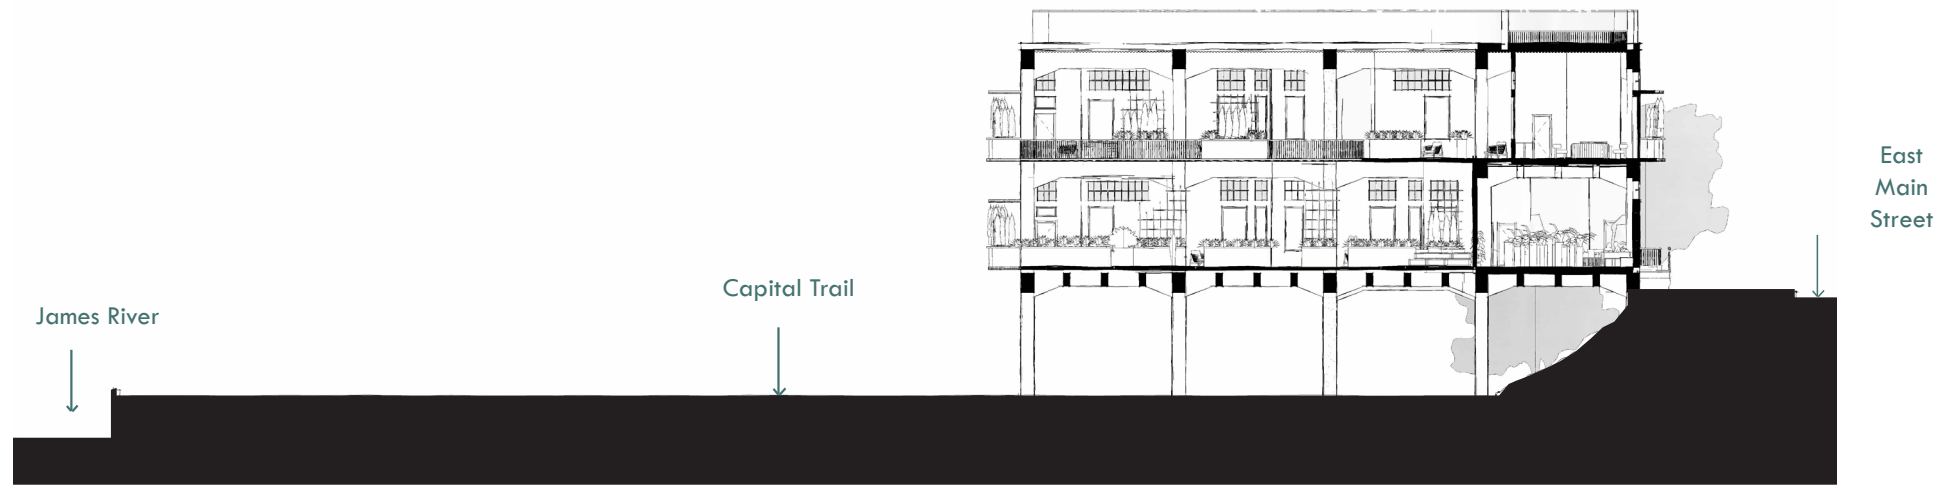 James River
Capital Trail
East
Main
Street